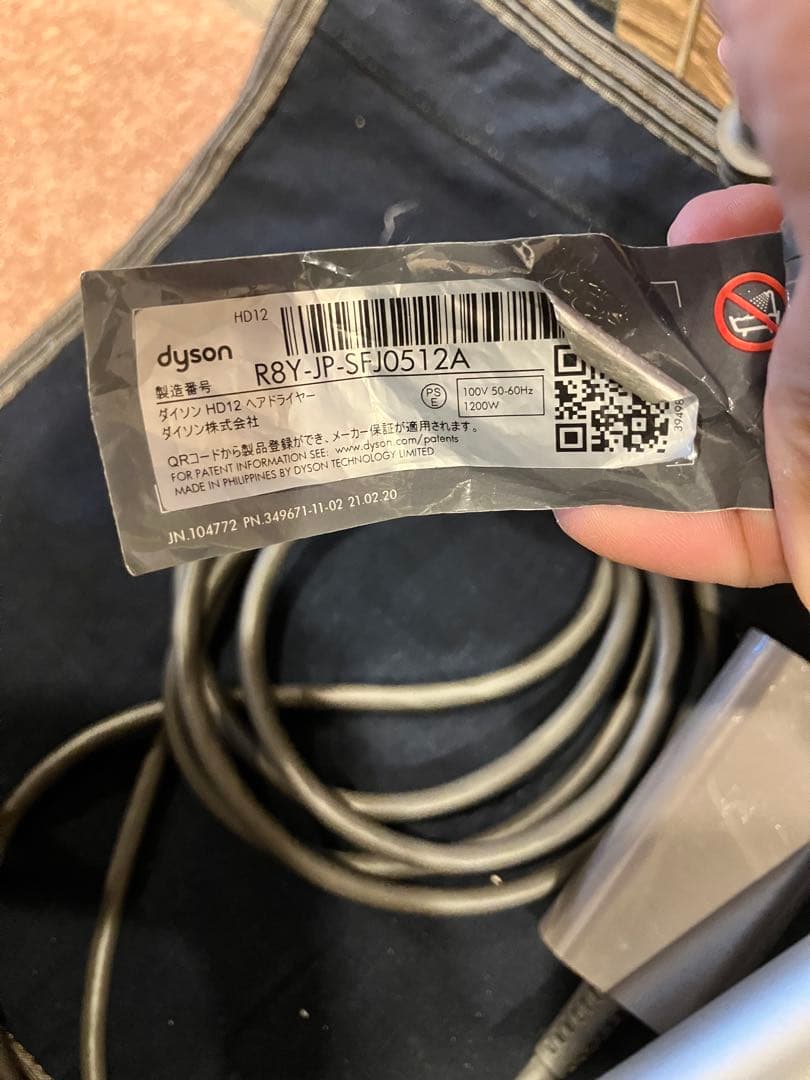 HD12
dyson
R8Y-JP-SFJ0512A
製造番号
ダイソン HD12 ヘアドライヤー
ダイソン株式会社
PS
E
100V 50-60Hz
1200W
QRコードから製品登録ができ、メーカー保証が適用されます。
FOR PATENT INFORMATION SEE: www.dyson.com/patents
MADE IN PHILIPPINES BY DYSON TECHNOLOGY LIMITED
JN.104772 PN.349671-11-02 21.02.20